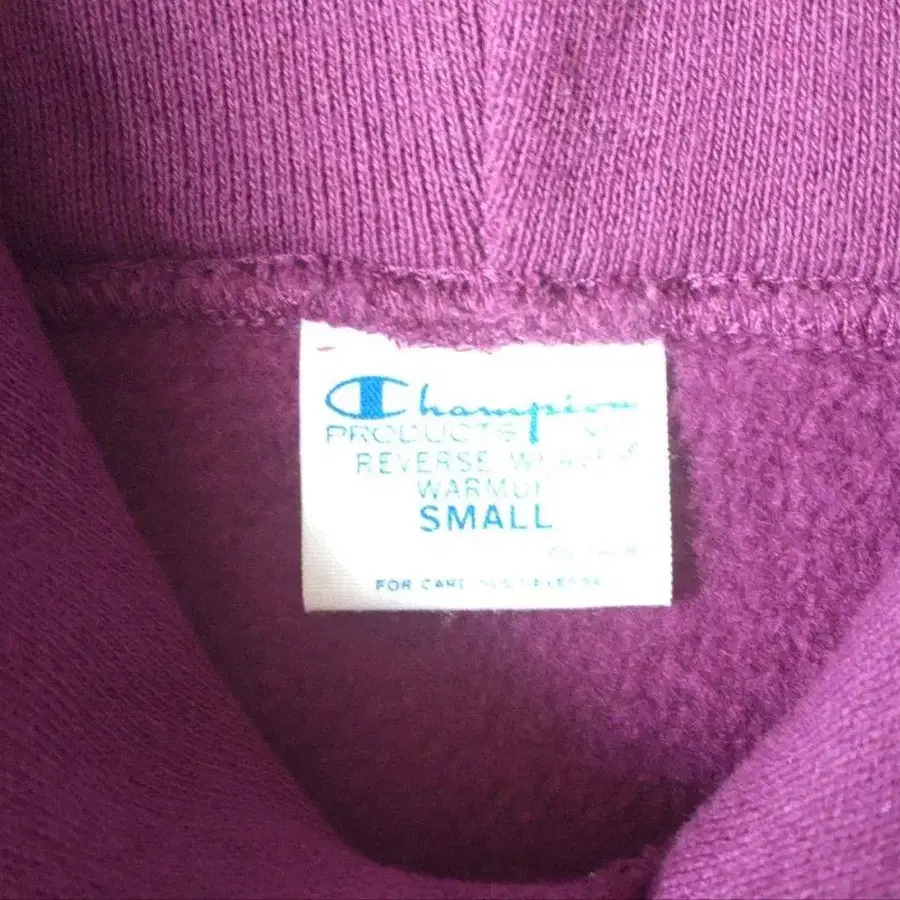 Champion
PRODUCTS
REVERSE WEAVE®
WARMUP
SMALL
FOR CARE SEE REVERSE